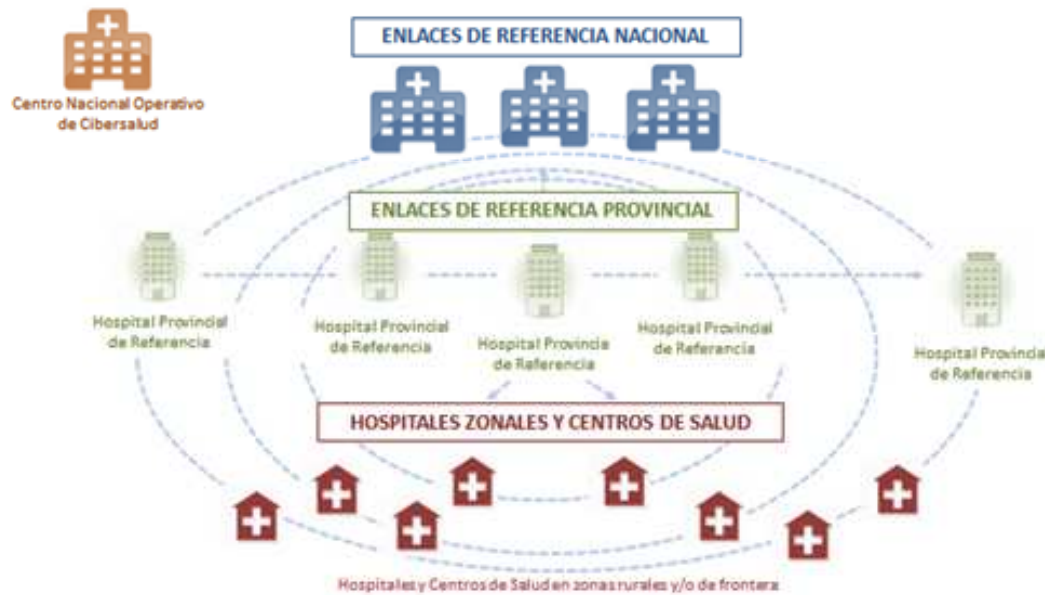 ENLACES DE REFERENCIA NACIONAL
Centro Nacional Operativo
de Cibersalud
ENLACES DE REFERENCIA PROVINCIAL
Hospital Provincial
de Referencia
Hospital Provincial
de Referencia
Hospital Provincia
de Referencia
Hospital Provincial
de Referencia
Hospital Provincia
de Referencia
HOSPITALES ZONALES Y CENTROS DE SALUD
Hospitales y Centros de Salud en zonas rurales y/o de frontera